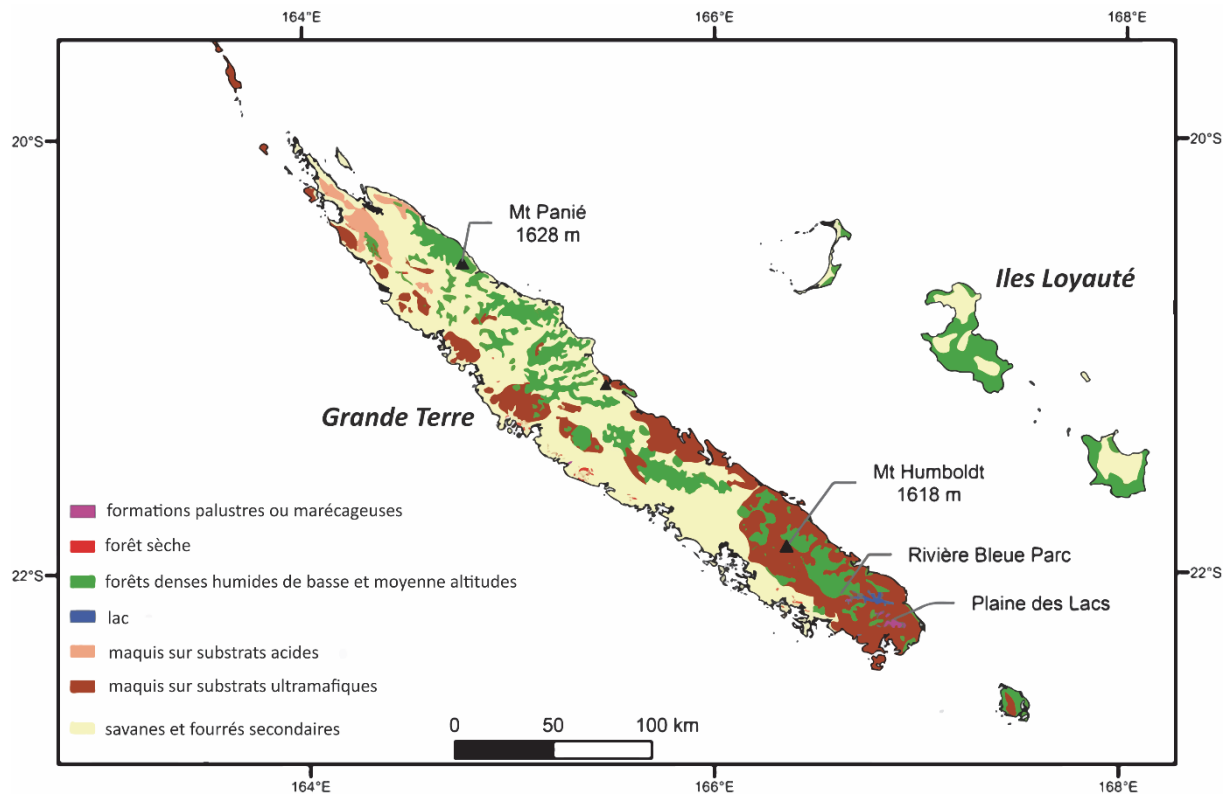 164°E 166°E 168°E
20°S 20°S
Mt Panié
1628 m
Iles Loyauté
Grande Terre
Mt Humboldt
1618 m
formations palustres ou marécageuses
forêt sèche
Rivière Bleue Parc
22°S 22°S
forêts denses humides de basse et moyenne altitudes
Plaine des Lacs
lac
maquis sur substrats acides
maquis sur substrats ultramafiques
savanes et fourrés secondaires
0 50 100 km
164°E 166°E 168°E